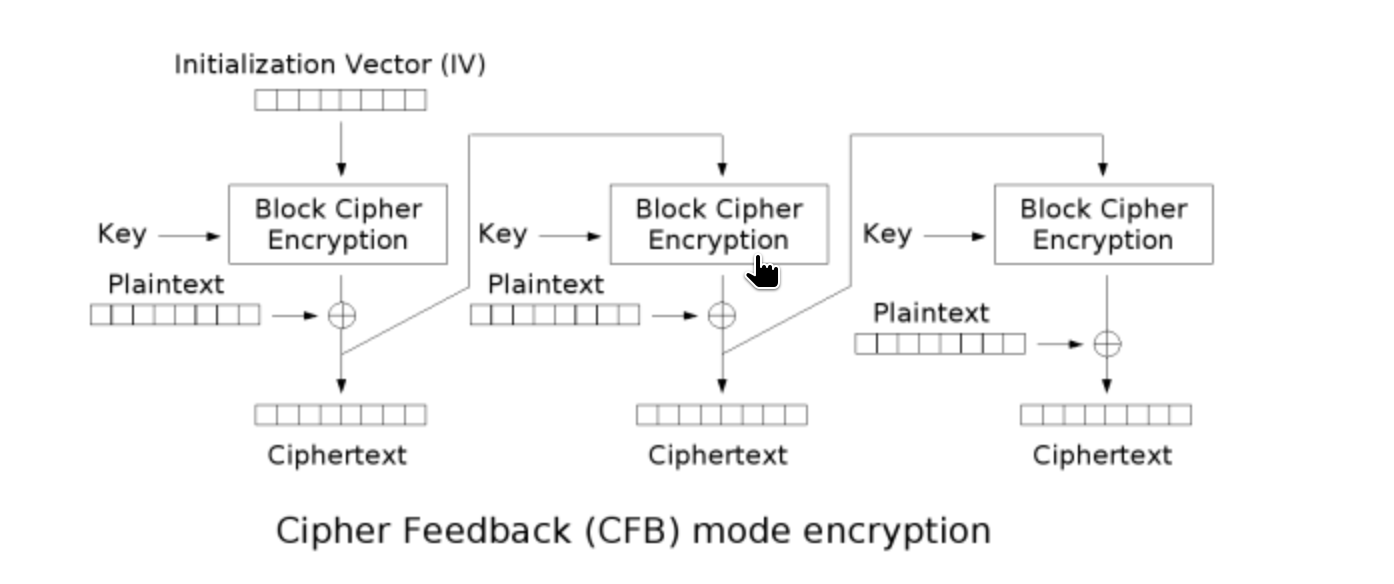 Initialization Vector (IV)
Block Cipher
Encryption
Key
Plaintext
Ciphertext
Block Cipher
Encryption
Key
Plaintext
Ciphertext
Block Cipher
Encryption
Key
Plaintext
Ciphertext
Cipher Feedback (CFB) mode encryption